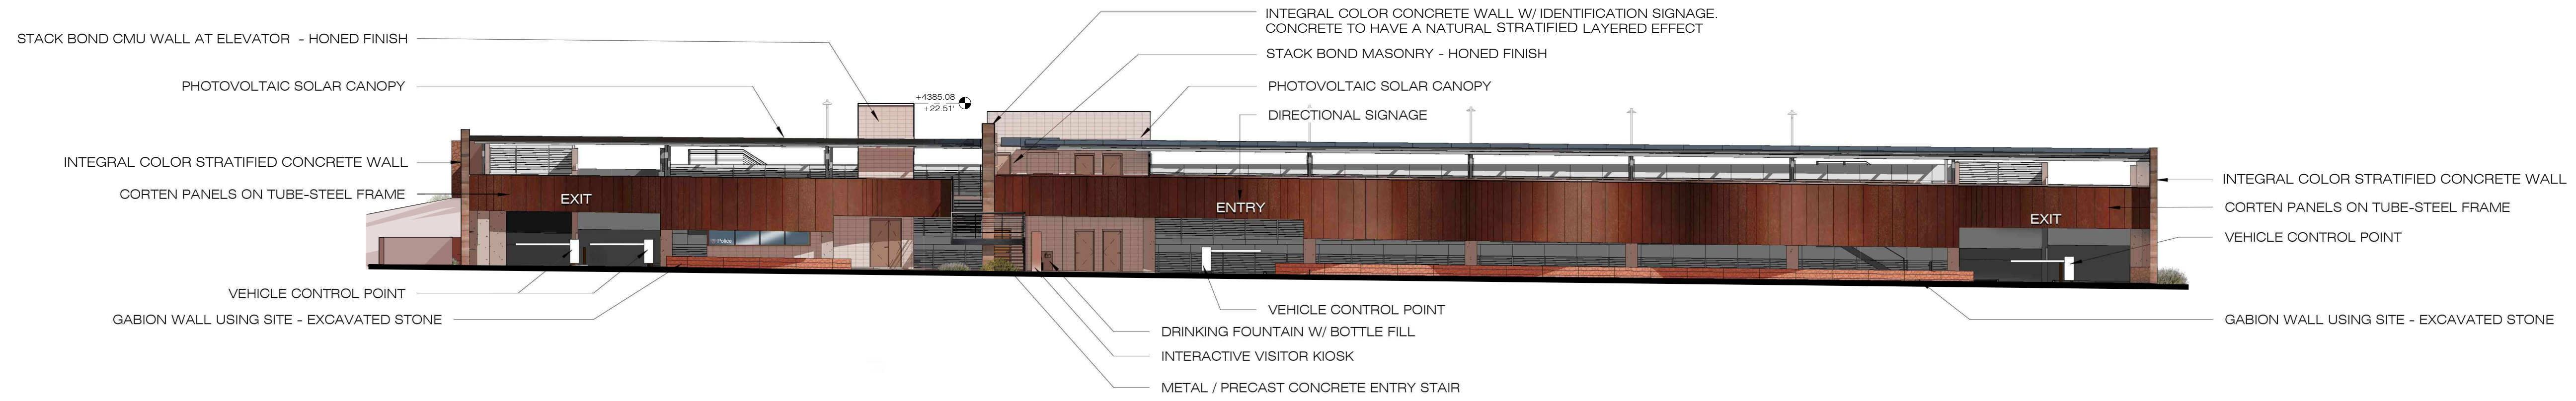 STACK BOND CMU WALL AT ELEVATOR - HONED FINISH
PHOTOVOLTAIC SOLAR CANOPY
INTEGRAL COLOR STRATIFIED CONCRETE WALL
CORTEN PANELS ON TUBE-STEEL FRAME
VEHICLE CONTROL POINT
GABION WALL USING SITE - EXCAVATED STONE
+4385.08
+22.51'
EXIT
Police
ENTRY
EXIT
INTEGRAL COLOR CONCRETE WALL W/ IDENTIFICATION SIGNAGE.
CONCRETE TO HAVE A NATURAL STRATIFIED LAYERED EFFECT
STACK BOND MASONRY - HONED FINISH
PHOTOVOLTAIC SOLAR CANOPY
DIRECTIONAL SIGNAGE
VEHICLE CONTROL POINT
DRINKING FOUNTAIN W/ BOTTLE FILL
INTERACTIVE VISITOR KIOSK
METAL / PRECAST CONCRETE ENTRY STAIR
INTEGRAL COLOR STRATIFIED CONCRETE WALL
CORTEN PANELS ON TUBE-STEEL FRAME
VEHICLE CONTROL POINT
GABION WALL USING SITE - EXCAVATED STONE